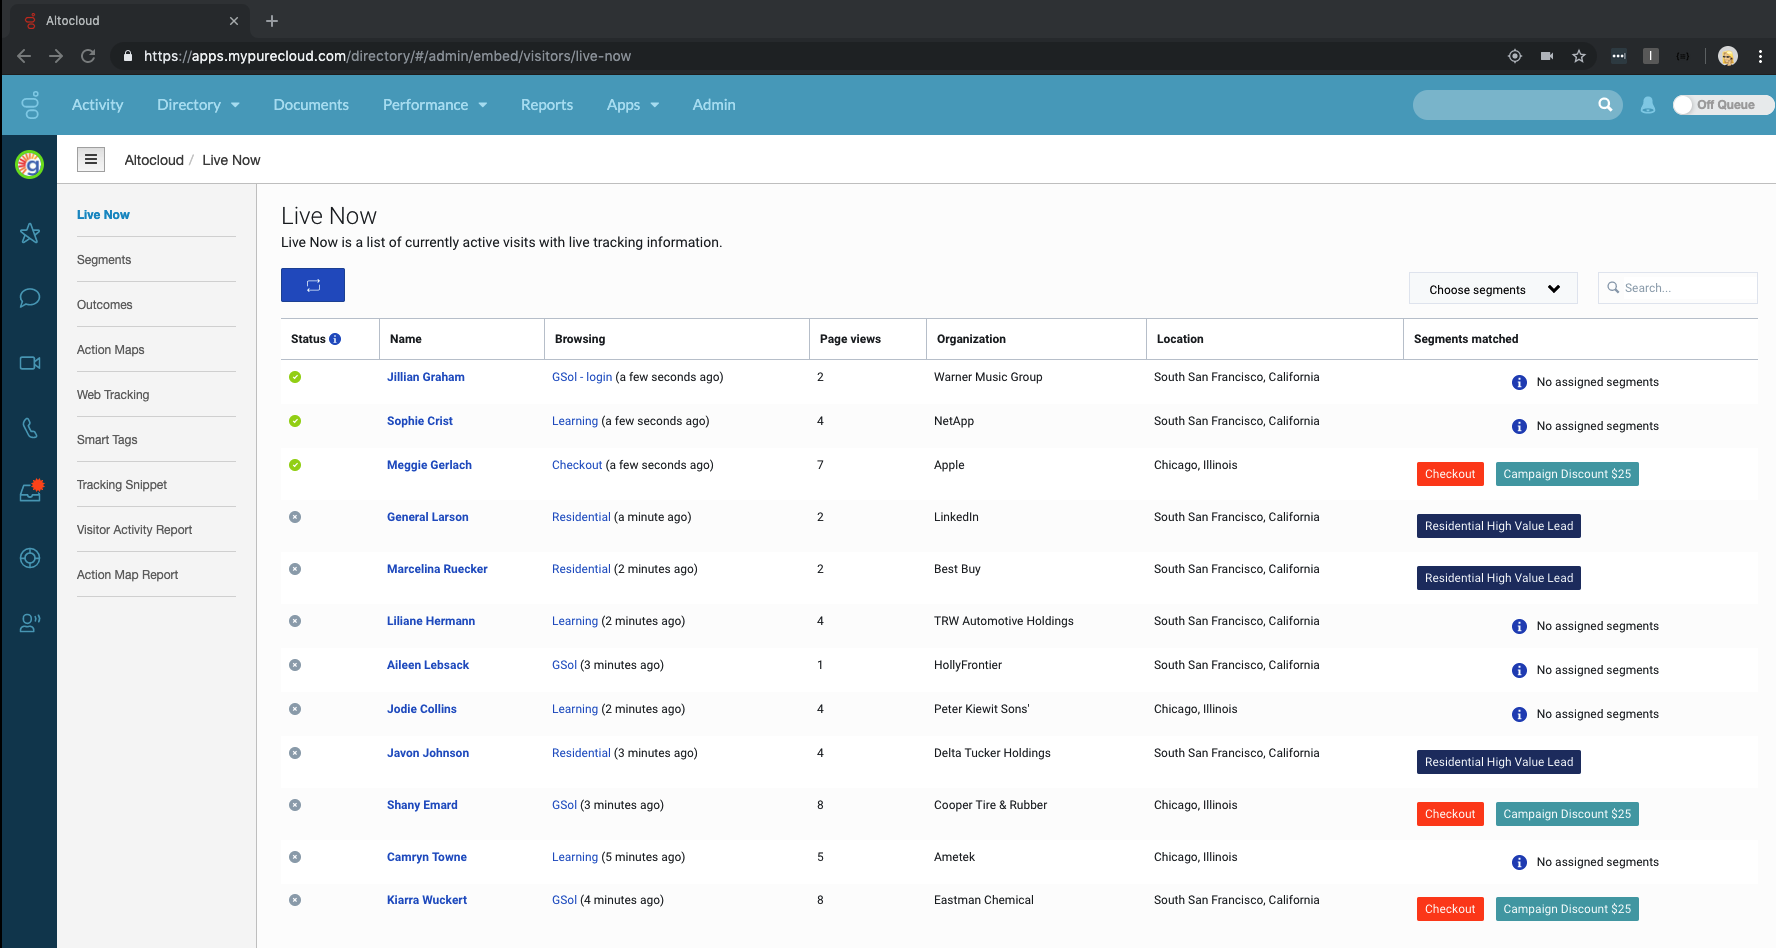 Altocloud
https://apps.mypurecloud.com/directory/#/admin/embed/visitors/live-now
Activity Directory Documents Performance Reports Apps Admin Off Queue
Altocloud / Live Now
Live Now
Segments
Outcomes
Action Maps
Web Tracking
Smart Tags
Tracking Snippet
Visitor Activity Report
Action Map Report
Live Now
Live Now is a list of currently active visits with live tracking information.
Choose segments Search...
Status Name Browsing Page views Organization Location Segments matched
Jillian Graham GSol - login (a few seconds ago) 2 Warner Music Group South San Francisco, California No assigned segments
Sophie Crist Learning (a few seconds ago) 4 NetApp South San Francisco, California No assigned segments
Meggie Gerlach Checkout (a few seconds ago) 7 Apple Chicago, Illinois Checkout Campaign Discount $25
General Larson Residential (a minute ago) 2 LinkedIn South San Francisco, California Residential High Value Lead
Marcelina Ruecker Residential (2 minutes ago) 2 Best Buy South San Francisco, California Residential High Value Lead
Liliane Hermann Learning (2 minutes ago) 4 TRW Automotive Holdings South San Francisco, California No assigned segments
Aileen Lebsack GSol (3 minutes ago) 1 HollyFrontier South San Francisco, California No assigned segments
Jodie Collins Learning (2 minutes ago) 4 Peter Kiewit Sons' Chicago, Illinois No assigned segments
Javon Johnson Residential (3 minutes ago) 4 Delta Tucker Holdings South San Francisco, California Residential High Value Lead
Shany Emard GSol (3 minutes ago) 8 Cooper Tire & Rubber Chicago, Illinois Checkout Campaign Discount $25
Camryn Towne Learning (5 minutes ago) 5 Ametek Chicago, Illinois No assigned segments
Kiarra Wuckert GSol (4 minutes ago) 8 Eastman Chemical South San Francisco, California Checkout Campaign Discount $25